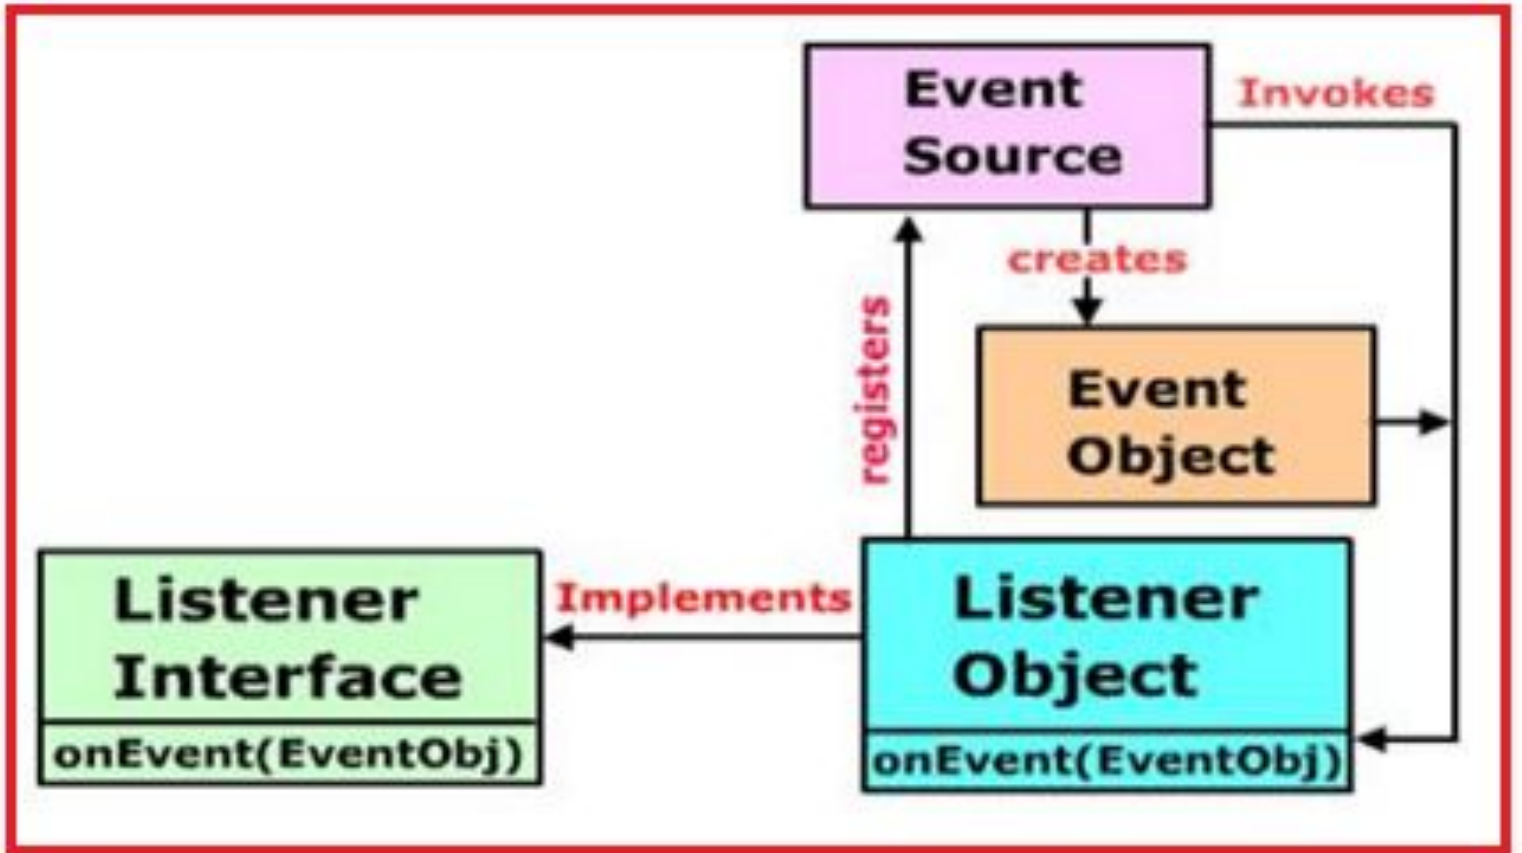 Event
Source
Invokes
creates
registers
Event
Object
Listener
Interface
onEvent(EventObj)
Implements
Listener
Object
onEvent(EventObj)